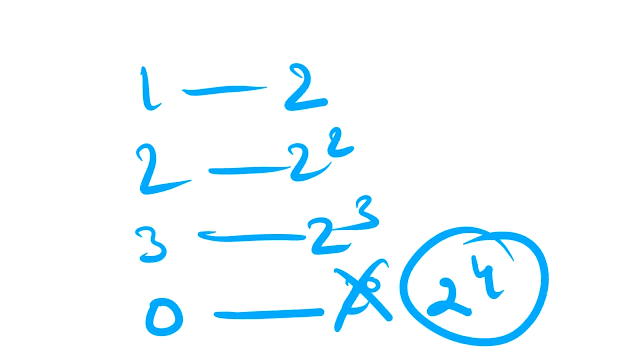 1 — 2
2 — 2²
3 — 2³
0 — 2⁴